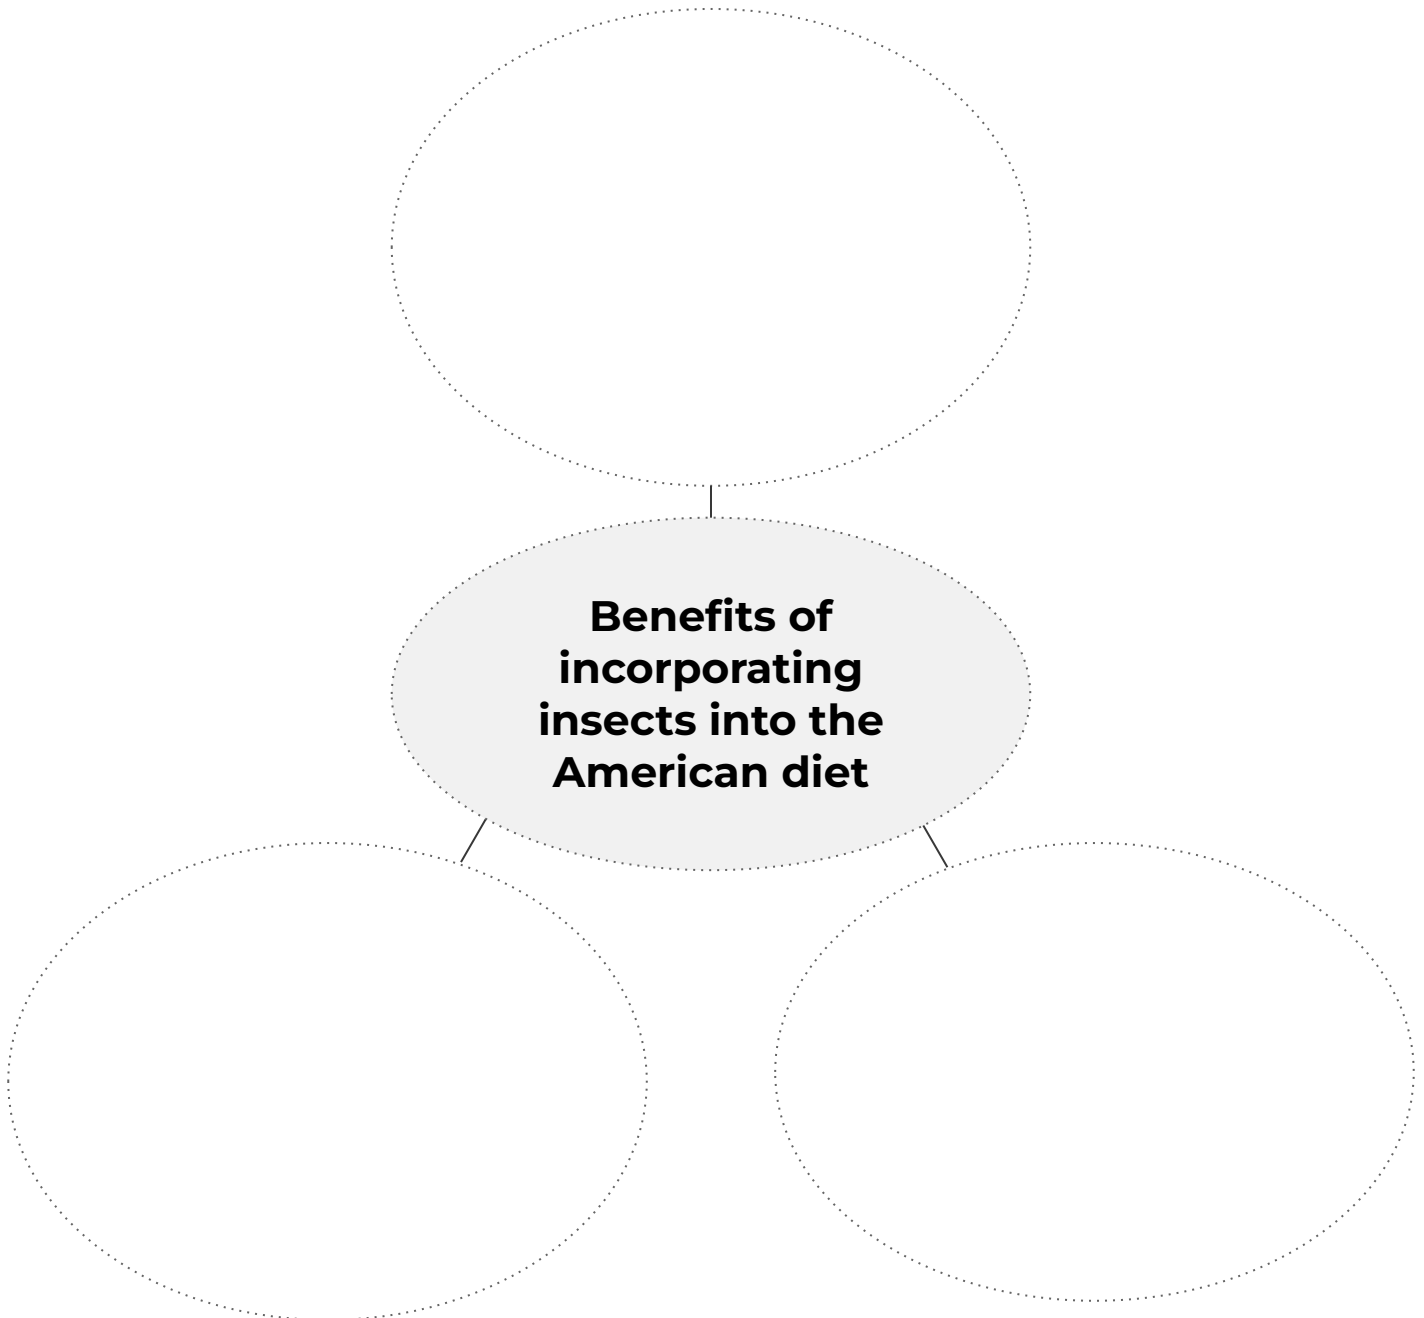 Benefits of
incorporating
insects into the
American diet